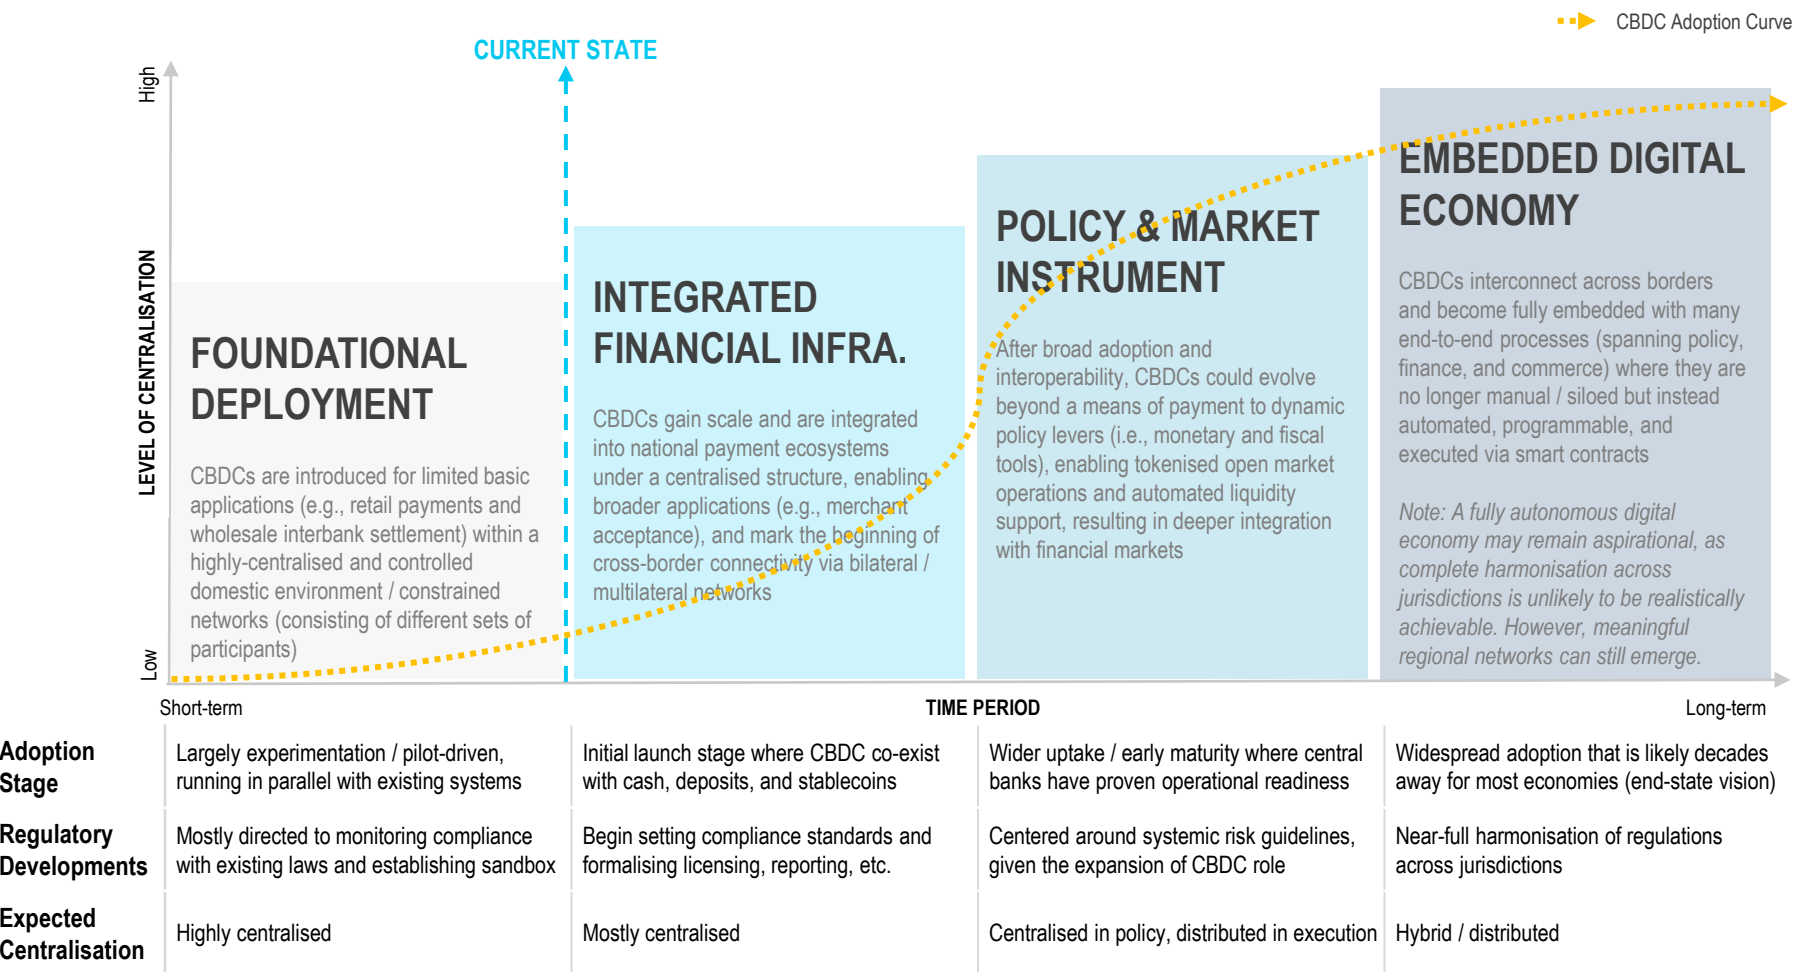 CBDC Adoption Curve
CURRENT STATE
High
LEVEL OF CENTRALISATION
Low
FOUNDATIONAL
DEPLOYMENT
CBDCs are introduced for limited basic
applications (e.g., retail payments and
wholesale interbank settlement) within a
highly-centralised and controlled
domestic environment / constrained
networks (consisting of different sets of
participants)
INTEGRATED
FINANCIAL INFRA.
CBDCs gain scale and are integrated
into national payment ecosystems
under a centralised structure, enabling
broader applications (e.g., merchant
acceptance), and mark the beginning of
cross-border connectivity via bilateral /
multilateral networks
POLICY & MARKET
INSTRUMENT
After broad adoption and
interoperability, CBDCs could evolve
beyond a means of payment to dynamic
policy levers (i.e., monetary and fiscal
tools), enabling tokenised open market
operations and automated liquidity
support, resulting in deeper integration
with financial markets
EMBEDDED DIGITAL
ECONOMY
CBDCs interconnect across borders
and become fully embedded with many
end-to-end processes (spanning policy,
finance, and commerce) where they are
no longer manual / siloed but instead
automated, programmable, and
executed via smart contracts
Note: A fully autonomous digital
economy may remain aspirational, as
complete harmonisation across
jurisdictions is unlikely to be realistically
achievable. However, meaningful
regional networks can still emerge.
Short-term
TIME PERIOD
Long-term
Adoption
Stage
Largely experimentation / pilot-driven,
running in parallel with existing systems
Initial launch stage where CBDC co-exist
with cash, deposits, and stablecoins
Wider uptake / early maturity where central
banks have proven operational readiness
Widespread adoption that is likely decades
away for most economies (end-state vision)
Regulatory
Developments
Mostly directed to monitoring compliance
with existing laws and establishing sandbox
Begin setting compliance standards and
formalising licensing, reporting, etc.
Centered around systemic risk guidelines,
given the expansion of CBDC role
Near-full harmonisation of regulations
across jurisdictions
Expected
Centralisation
Highly centralised
Mostly centralised
Centralised in policy, distributed in execution
Hybrid / distributed